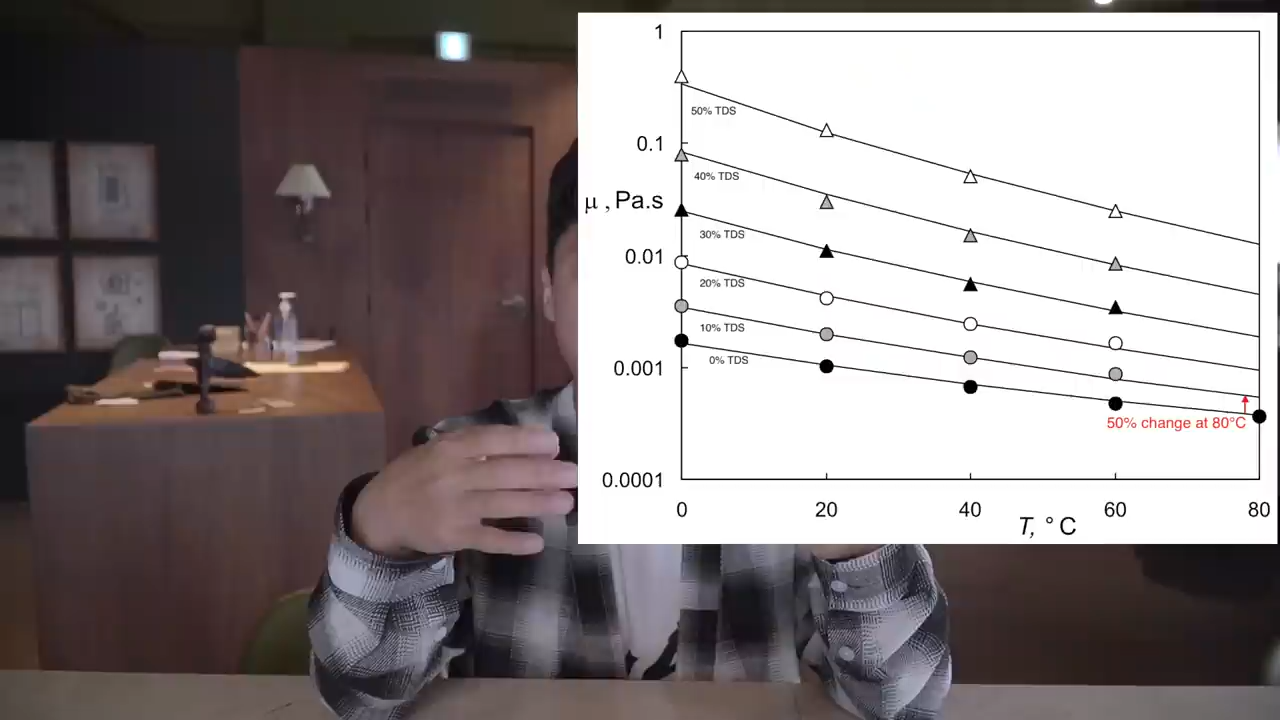 1
50% TDS
0.1
40% TDS
μ , Pa.s
30% TDS
0.01
20% TDS
10% TDS
0% TDS
0.001
50% change at 80°C
0.0001
0 20 40 60 80
T, °C